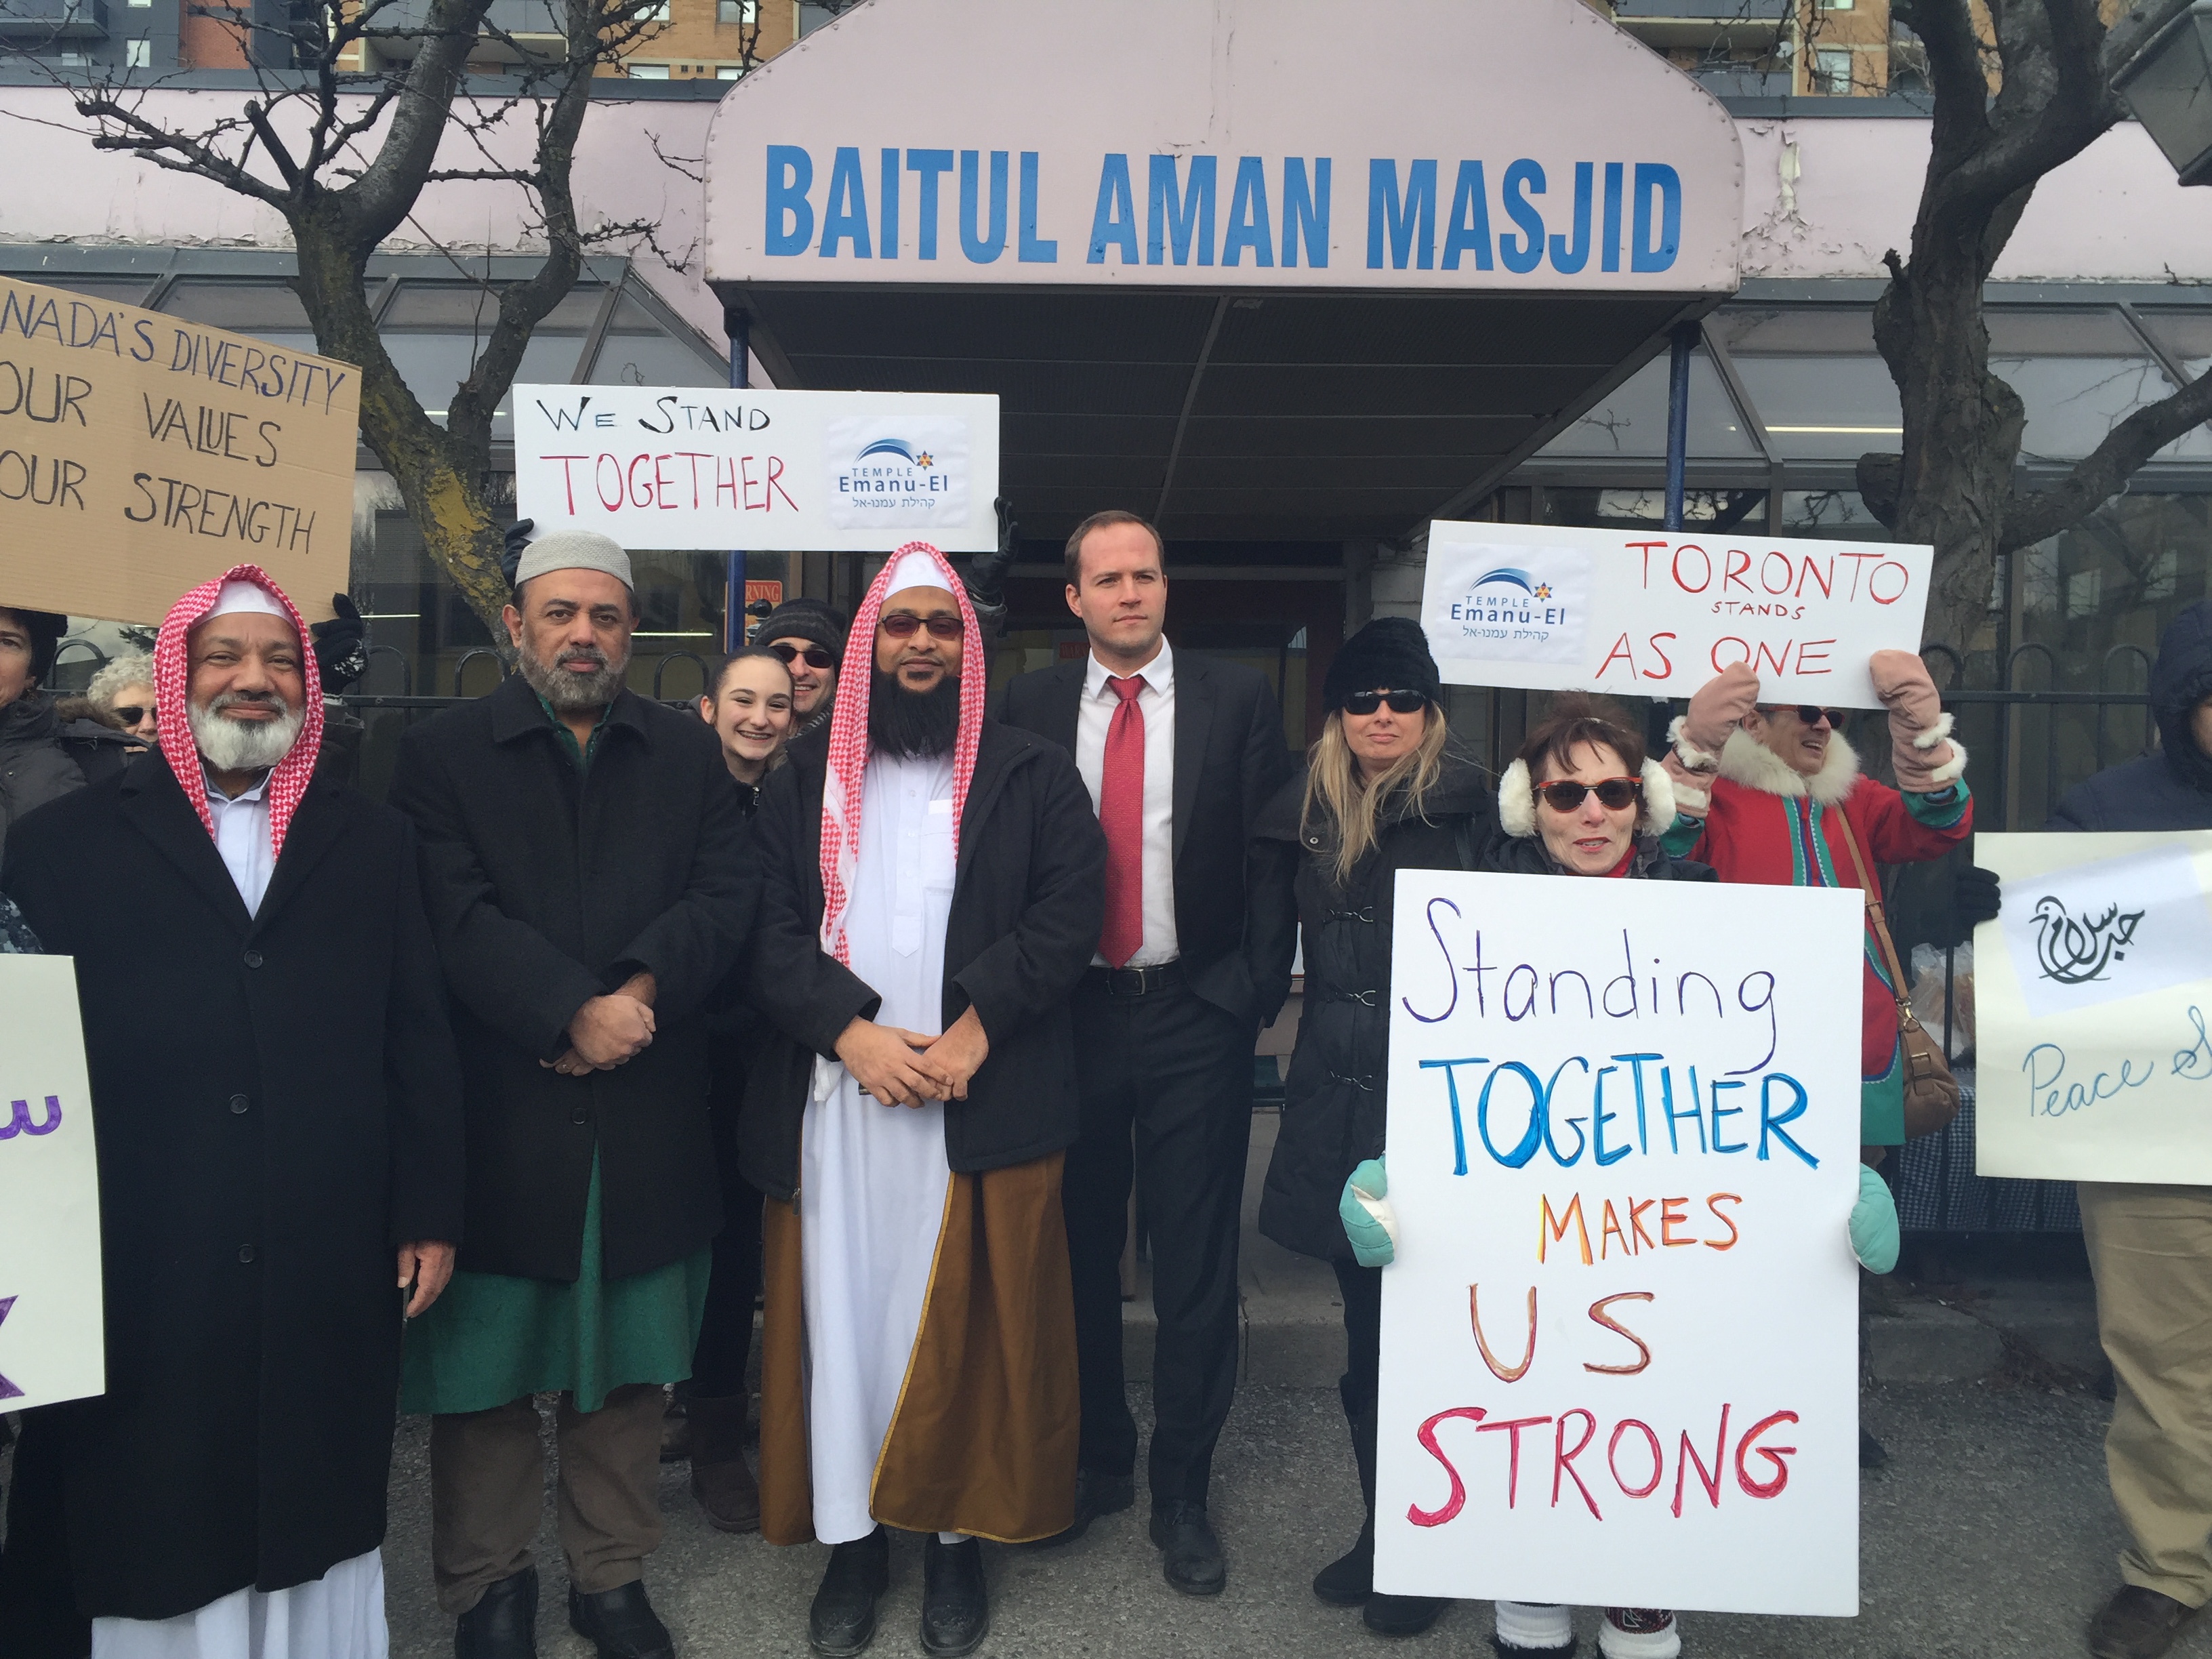 BAITUL AMAN MASJID
NADA'S DIVERSITY
OUR VALUES
OUR STRENGTH
WE STAND
TOGETHER
TEMPLE
Emanu-El
קהילת עמנו-אל
RNING
TEMPLE
Emanu-El
קהילת עמנו-אל
TORONTO
STANDS
AS ONE
Standing
TOGETHER
MAKES
US
STRONG
Peace